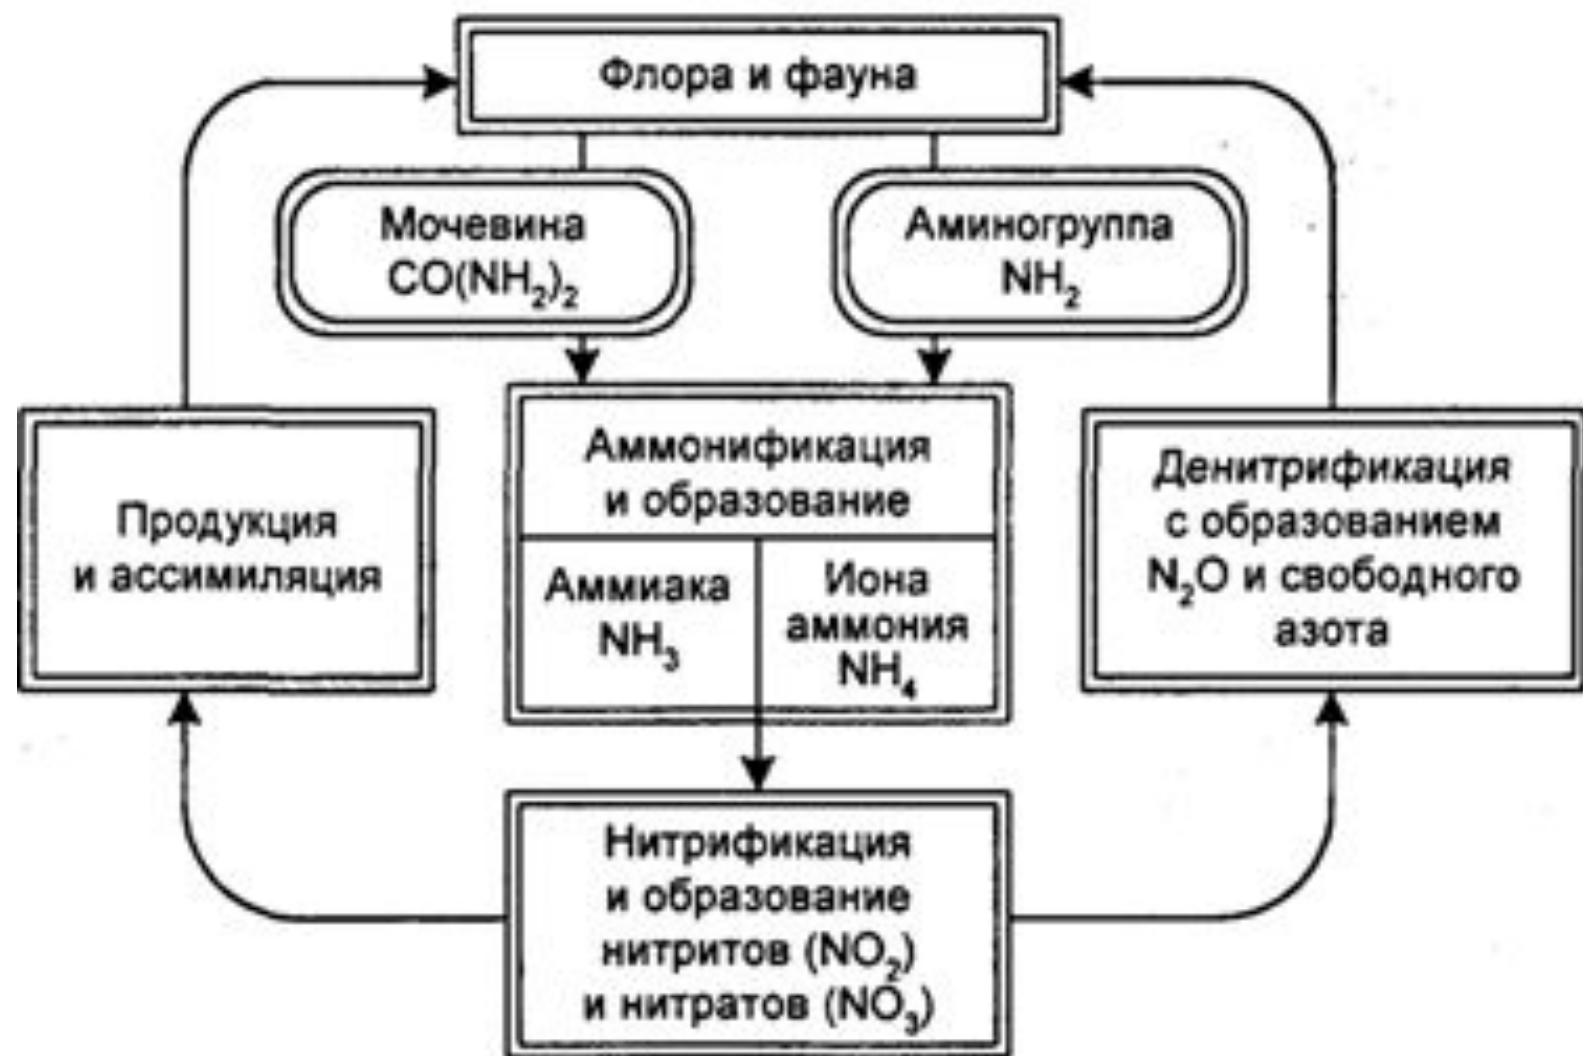 Флора и фауна
Мочевина
CO(NH₂)₂
Аминогруппа
NH₂
Продукция
и ассимиляция
Аммонификация
и образование
Аммиака
NH₃
Иона
аммония
NH₄
Денитрификация
с образованием
N₂O и свободного
азота
Нитрификация
и образование
нитритов (NO₂)
и нитратов (NO₃)